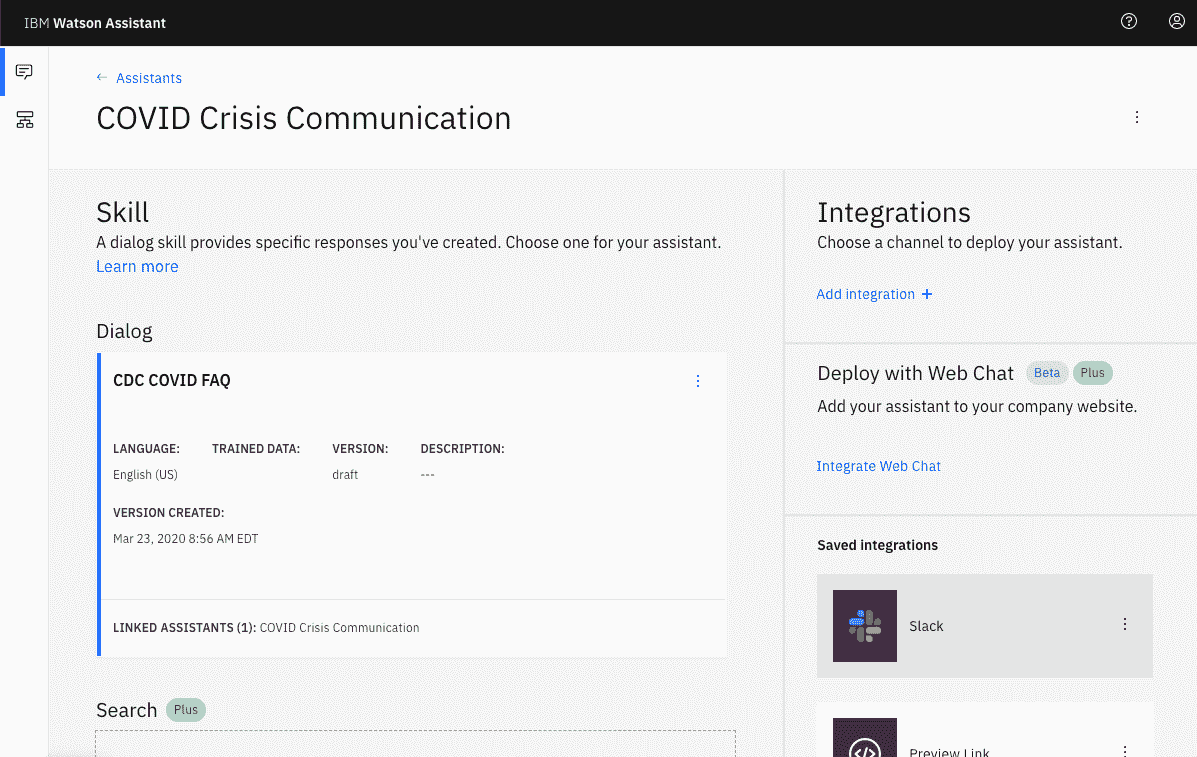 IBM Watson Assistant
← Assistants
COVID Crisis Communication
Skill
A dialog skill provides specific responses you've created. Choose one for your assistant.
Learn more
Dialog
CDC COVID FAQ
LANGUAGE: TRAINED DATA: VERSION: DESCRIPTION:
English (US) draft ---
VERSION CREATED:
Mar 23, 2020 8:56 AM EDT
LINKED ASSISTANTS (1): COVID Crisis Communication
Search Plus
Integrations
Choose a channel to deploy your assistant.
Add integration +
Deploy with Web Chat Beta Plus
Add your assistant to your company website.
Integrate Web Chat
Saved integrations
Slack
Preview Link